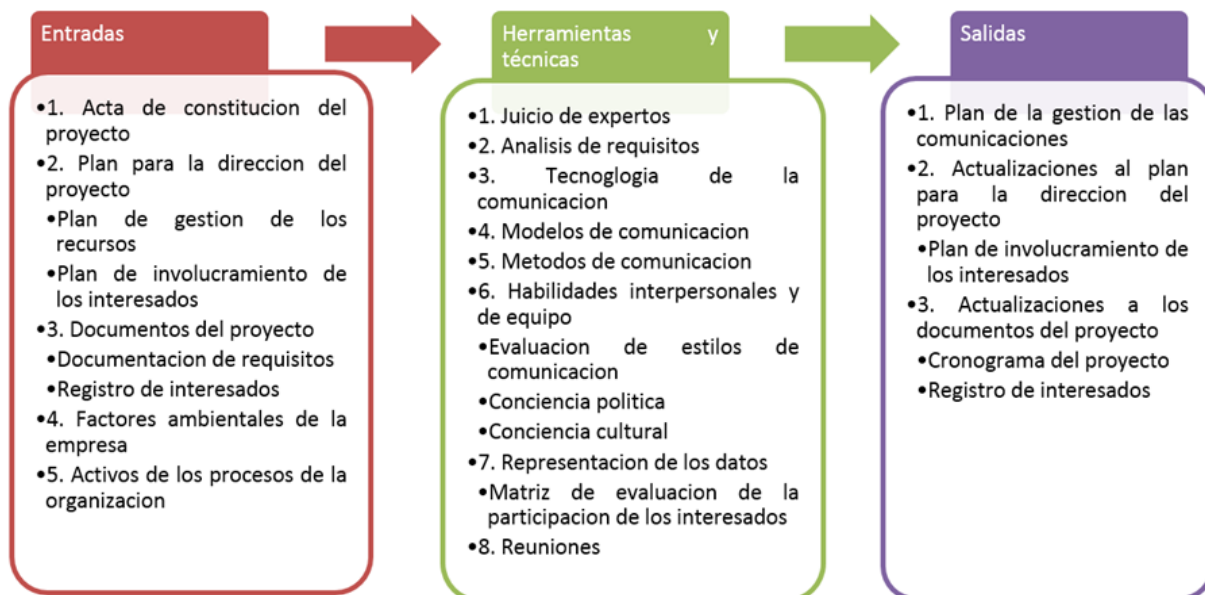 Entradas
•1. Acta de constitucion del
proyecto
•2. Plan para la direccion del
proyecto
•Plan de gestion de los
recursos
•Plan de involucramiento de
los interesados
•3. Documentos del proyecto
•Documentacion de requisitos
•Registro de interesados
•4. Factores ambientales de la
empresa
•5. Activos de los procesos de la
organizacion
Herramientas y
técnicas
•1. Juicio de expertos
•2. Analisis de requisitos
•3. Tecnoglogia de la
comunicacion
•4. Modelos de comunicacion
•5. Metodos de comunicacion
•6. Habilidades interpersonales y
de equipo
•Evaluacion de estilos de
comunicacion
•Conciencia politica
•Conciencia cultural
•7. Representacion de los datos
•Matriz de evaluacion de la
participacion de los interesados
•8. Reuniones
Salidas
•1. Plan de la gestion de las
comunicaciones
•2. Actualizaciones al plan
para la direccion del
proyecto
•Plan de involucramiento de
los interesados
•3. Actualizaciones a los
documentos del proyecto
•Cronograma del proyecto
•Registro de interesados